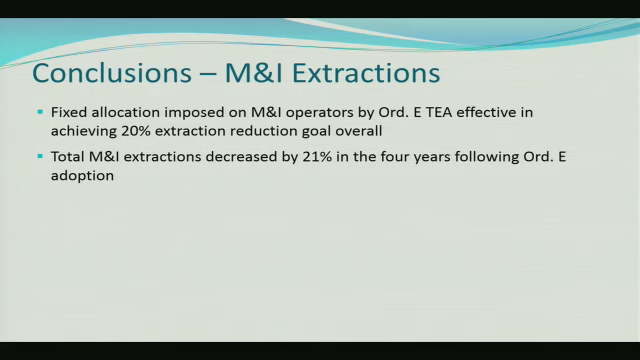 Conclusions – M&I Extractions
Fixed allocation imposed on M&I operators by Ord. E TEA effective in
achieving 20% extraction reduction goal overall
Total M&I extractions decreased by 21% in the four years following Ord. E
adoption